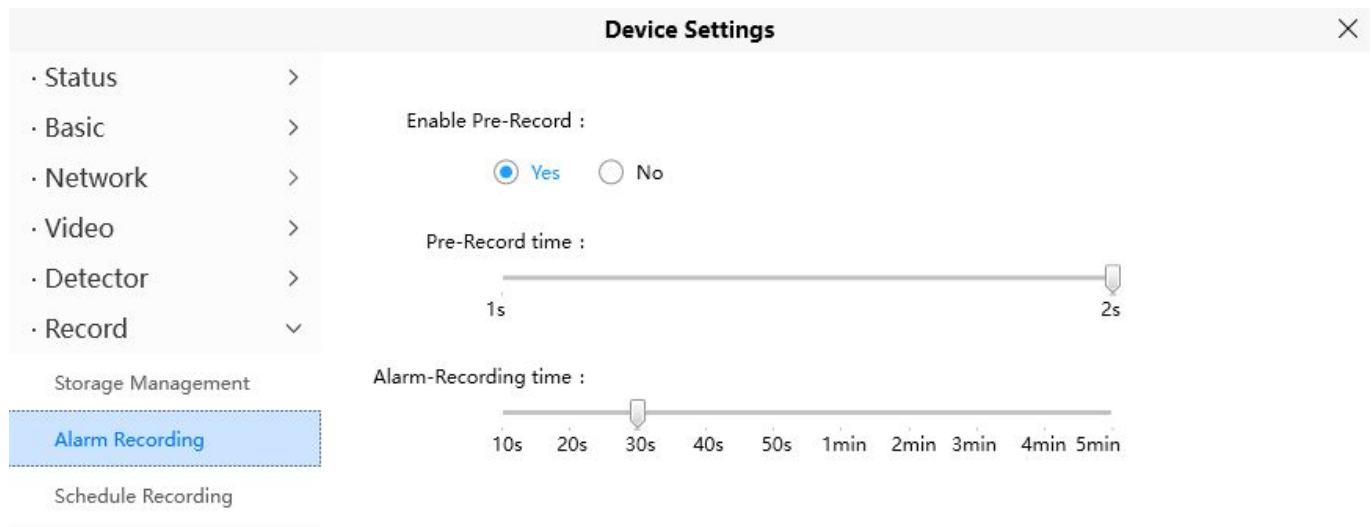 Device Settings
· Status
· Basic
· Network
· Video
· Detector
· Record
Storage Management
Alarm Recording
Schedule Recording
Enable Pre-Record :
Yes No
Pre-Record time :
1s 2s
Alarm-Recording time :
10s 20s 30s 40s 50s 1min 2min 3min 4min 5min